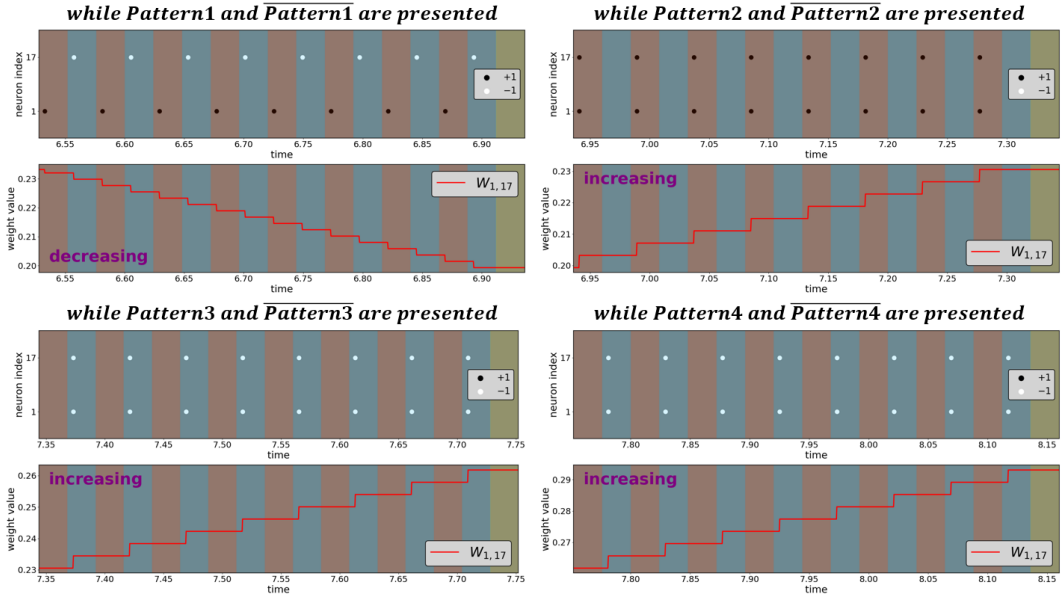 while Pattern1 and Pattern1 are presented
neuron index
17
1
+1
−1
6.55 6.60 6.65 6.70 6.75 6.80 6.85 6.90
time
weight value
0.23
0.22
0.21
0.20
W1, 17
decreasing
6.55 6.60 6.65 6.70 6.75 6.80 6.85 6.90
time
while Pattern2 and Pattern2 are presented
neuron index
17
1
+1
−1
6.95 7.00 7.05 7.10 7.15 7.20 7.25 7.30
time
weight value
0.23
0.22
0.21
0.20
increasing
W1, 17
6.95 7.00 7.05 7.10 7.15 7.20 7.25 7.30
time
while Pattern3 and Pattern3 are presented
neuron index
17
1
+1
−1
7.35 7.40 7.45 7.50 7.55 7.60 7.65 7.70 7.75
time
weight value
0.26
0.25
0.24
0.23
increasing
W1, 17
7.35 7.40 7.45 7.50 7.55 7.60 7.65 7.70 7.75
time
while Pattern4 and Pattern4 are presented
neuron index
17
1
+1
−1
7.80 7.85 7.90 7.95 8.00 8.05 8.10 8.15
time
weight value
0.29
0.28
0.27
increasing
W1, 17
7.80 7.85 7.90 7.95 8.00 8.05 8.10 8.15
time